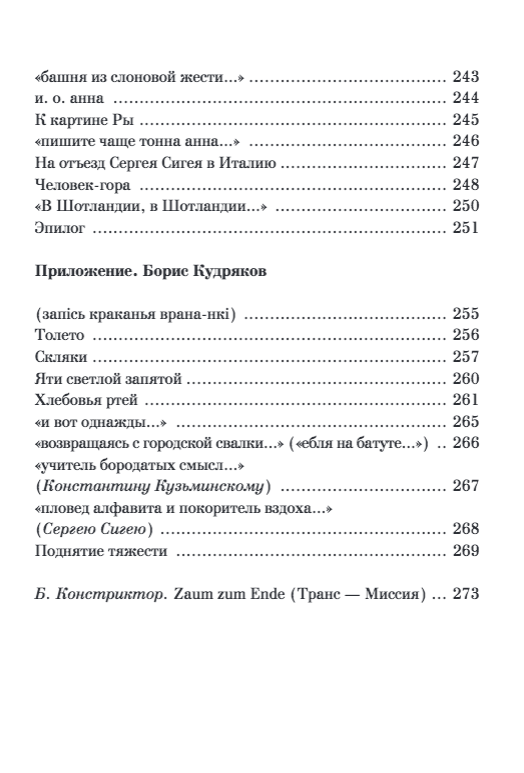 «башня из слоновой жести...» ................................. 243
и. о. анна ......................................................... 244
К картине Ры ..................................................... 245
«пишите чаще тонна анна...» ................................. 246
На отъезд Сергея Сигея в Италию ........................... 247
Человек-гора ..................................................... 248
«В Шотландии, в Шотландии...» ............................. 250
Эпилог .............................................................. 251
Приложение. Борис Кудряков
(запісь краканья врана-нкі) .................................. 255
Толето ............................................................... 256
Скляки .............................................................. 257
Яти светлой запятой ............................................ 260
Хлебовья ртей .................................................... 261
«и вот однажды...» .............................................. 265
«возвращаясь с городской свалки...» («ебля на батуте...») .. 266
«учитель бородатых смысл...»
(Константину Кузьминскому) ................................ 267
«пловед алфавита и покоритель вздоха...»
(Сергею Сигею) .................................................. 268
Поднятие тяжести ............................................... 269
Б. Констриктор. Zaum zum Ende (Транс — Миссия) ... 273